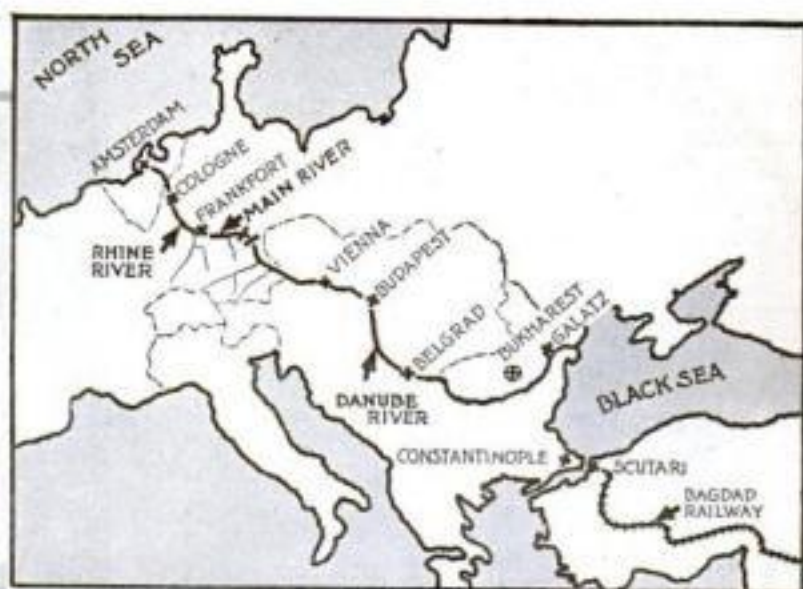 NORTH
SEA
AMSTERDAM
COLOGNE
FRANKFORT
MAIN RIVER
RHINE
RIVER
VIENNA
BUDAPEST
BELGRAD
BUKHAREST
GALATZ
DANUBE
RIVER
BLACK SEA
CONSTANTINOPLE
SCUTARI
BAGDAD
RAILWAY